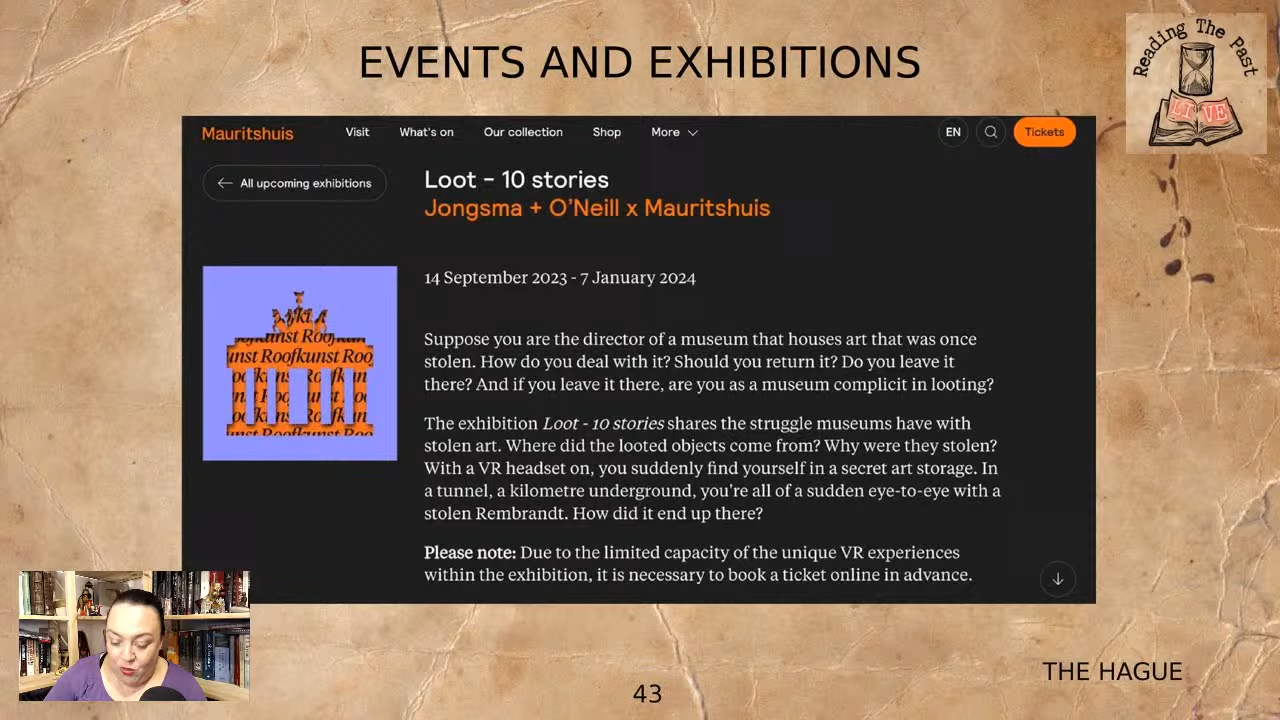 EVENTS AND EXHIBITIONS
Reading The Past
LIVE
Mauritshuis
Visit
What's on
Our collection
Shop
More
EN
Tickets
All upcoming exhibitions
Loot - 10 stories
Jongsma + O'Neill x Mauritshuis
14 September 2023 - 7 January 2024
unst Roofkunst Roo
Suppose you are the director of a museum that houses art that was once
stolen. How do you deal with it? Should you return it? Do you leave it
there? And if you leave it there, are you as a museum complicit in looting?
The exhibition Loot - 10 stories shares the struggle museums have with
stolen art. Where did the looted objects come from? Why were they stolen?
With a VR headset on, you suddenly find yourself in a secret art storage. In
a tunnel, a kilometre underground, you're all of a sudden eye-to-eye with a
stolen Rembrandt. How did it end up there?
Please note: Due to the limited capacity of the unique VR experiences
within the exhibition, it is necessary to book a ticket online in advance.
THE HAGUE
43